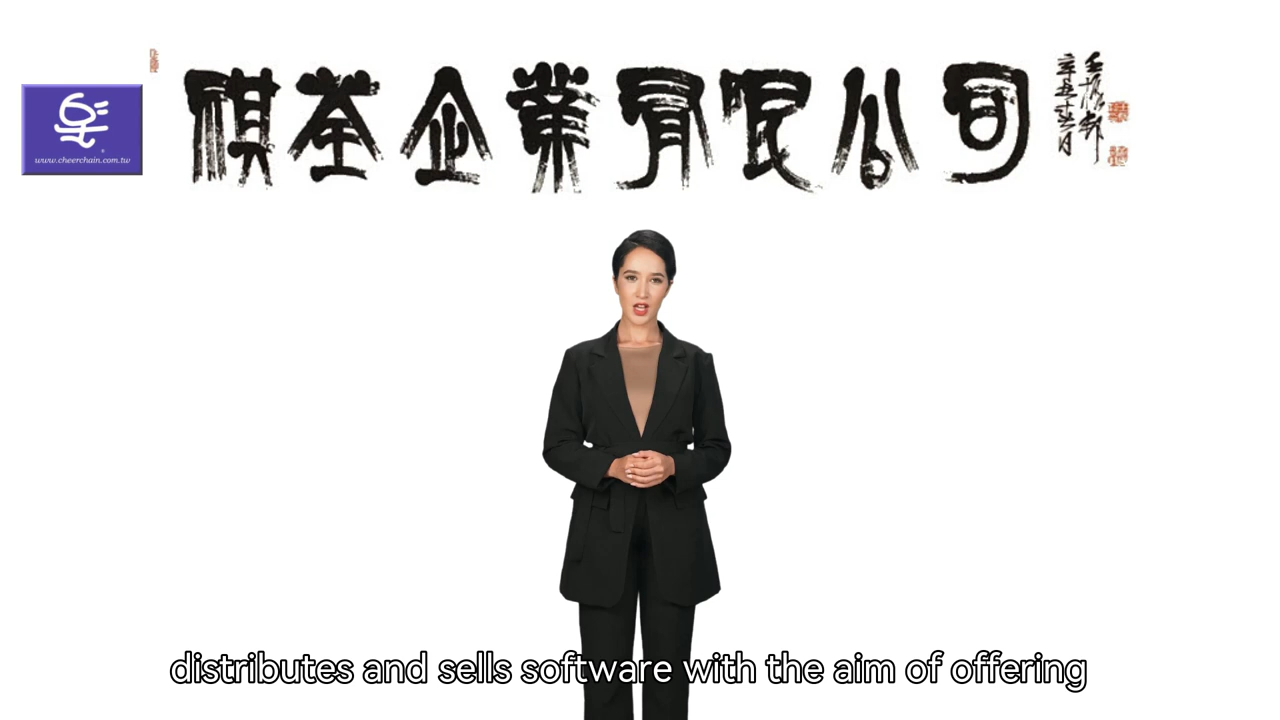 祺荃企業有限公司
www.cheerchain.com.tw
distributes and sells software with the aim of offering